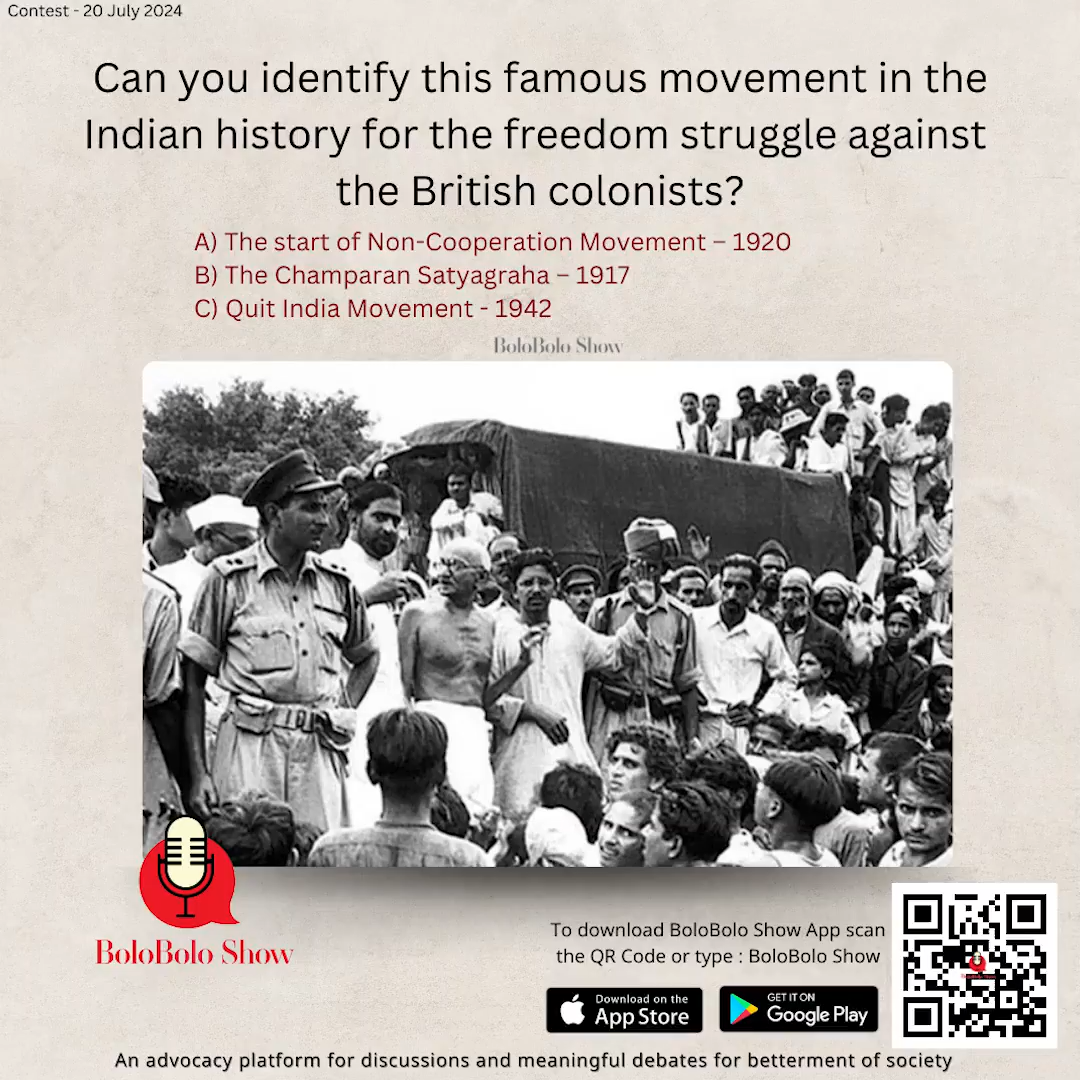 Contest - 20 July 2024
Can you identify this famous movement in the
Indian history for the freedom struggle against
the British colonists?
A) The start of Non-Cooperation Movement – 1920
B) The Champaran Satyagraha – 1917
C) Quit India Movement - 1942
BoloBolo Show
BoloBolo Show
To download BoloBolo Show App scan
the QR Code or type : BoloBolo Show
Download on the
App Store
GET IT ON
Google Play
An advocacy platform for discussions and meaningful debates for betterment of society